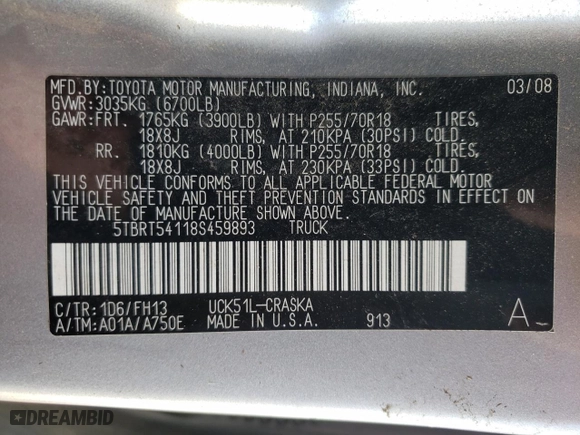 MFD.BY:TOYOTA MOTOR MANUFACTURING, INDIANA, INC. 03/08
GVWR:3035KG (6700LB)
GAWR:FRT. 1765KG (3900LB) WITH P255/70R18 TIRES,
18X8J RIMS, AT 210KPA (30PSI) COLD.
RR. 1810KG (4000LB) WITH P255/70R18 TIRES,
18X8J RIMS, AT 230KPA (33PSI) COLD.
THIS VEHICLE CONFORMS TO ALL APPLICABLE FEDERAL MOTOR
VEHICLE SAFETY AND THEFT PREVENTION STANDARDS IN EFFECT ON
THE DATE OF MANUFACTURE SHOWN ABOVE.
5TBRT54118S459893 TRUCK
C/TR:1D6/FH13 UCK51L-CRASKA
A/TM:A01A/A750E MADE IN U.S.A. 913 A
DREAMBID